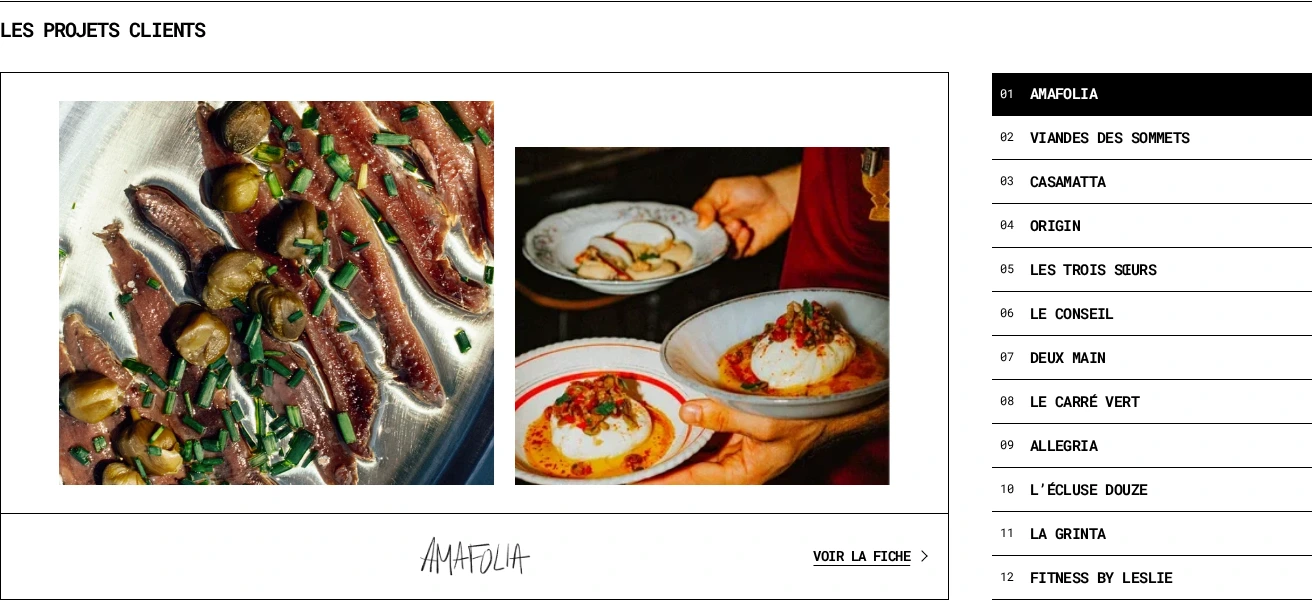 LES PROJETS CLIENTS
AMAFOLIA
VOIR LA FICHE
01 AMAFOLIA
02 VIANDES DES SOMMETS
03 CASAMATTA
04 ORIGIN
05 LES TROIS SŒURS
06 LE CONSEIL
07 DEUX MAIN
08 LE CARRÉ VERT
09 ALLEGRIA
10 L'ÉCLUSE DOUZE
11 LA GRINTA
12 FITNESS BY LESLIE